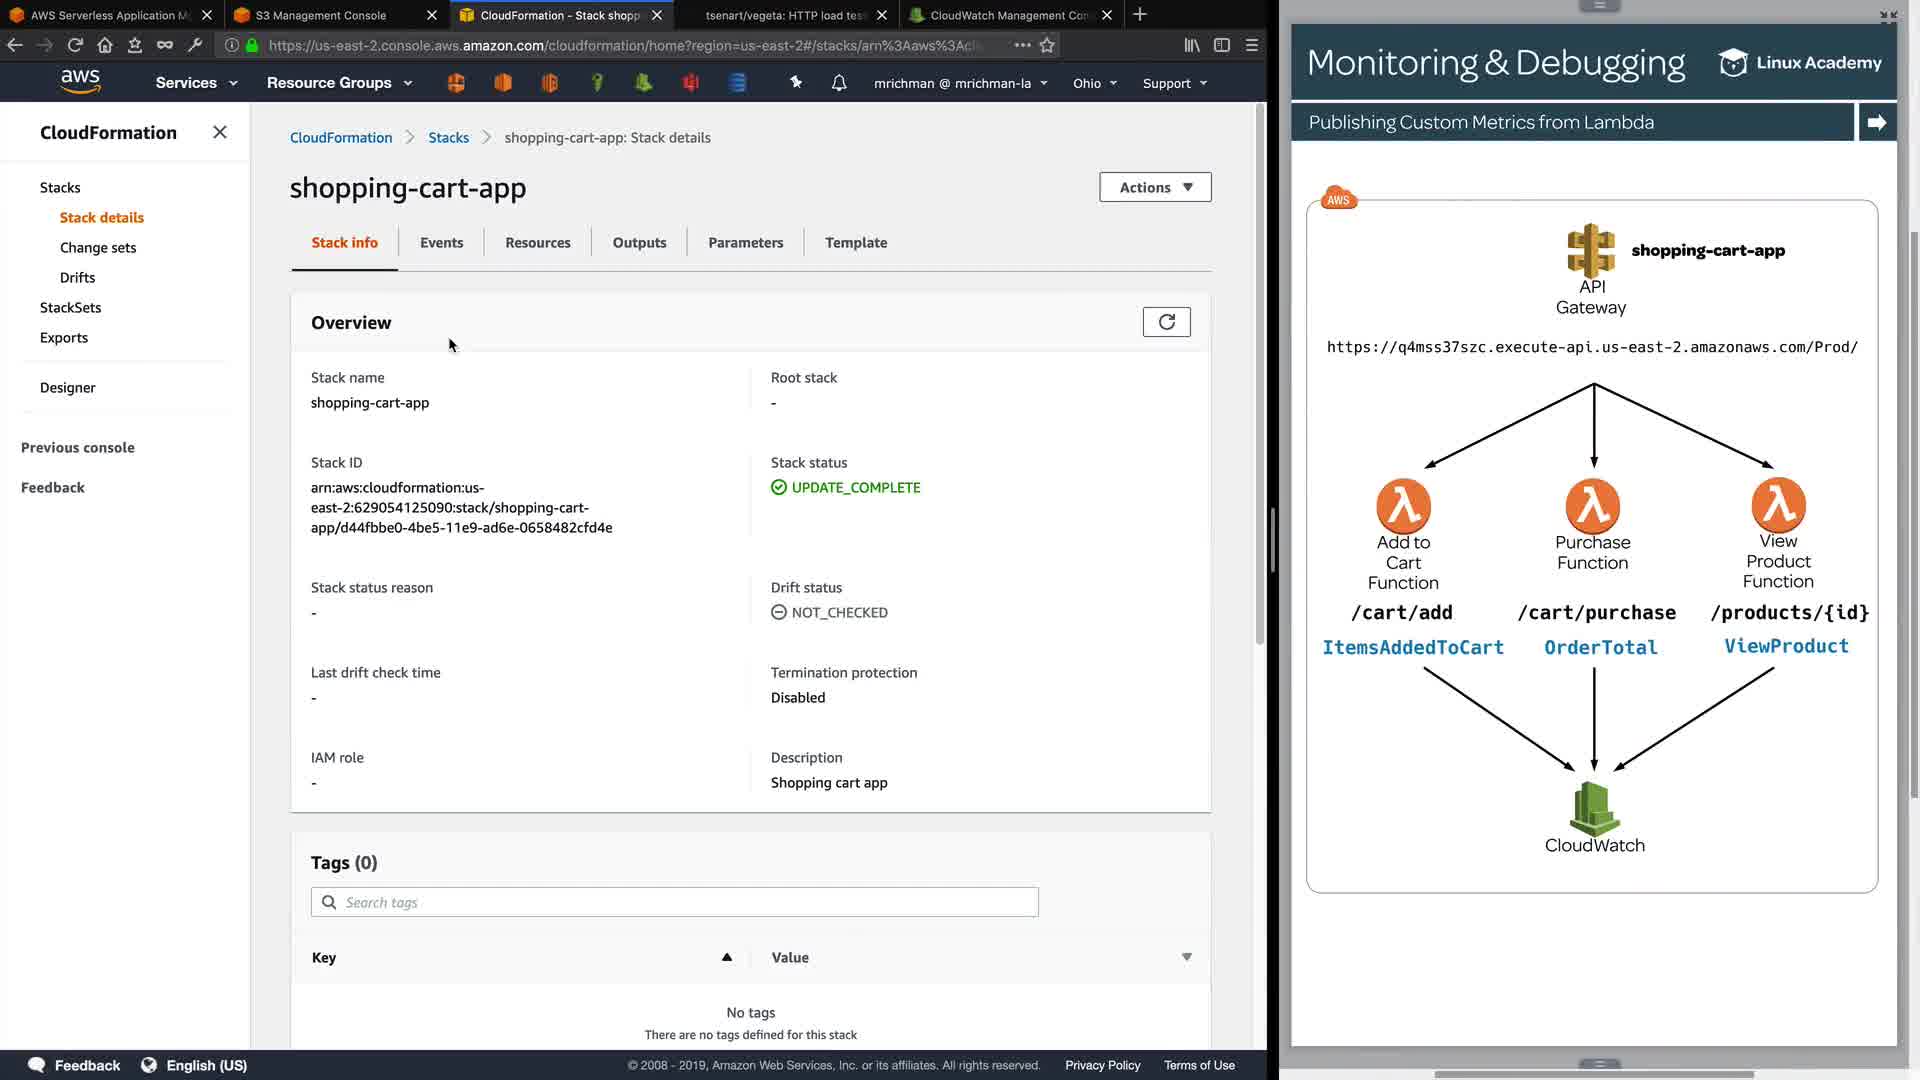 AWS Serverless Application M
S3 Management Console
CloudFormation - Stack shopp
tsenart/vegeta: HTTP load tes
CloudWatch Management Con
https://us-east-2.console.aws.amazon.com/cloudformation/home?region=us-east-2#/stacks/arn%3Aaws%3Acl
aws
Services
Resource Groups
mrichman @ mrichman-la
Ohio
Support
CloudFormation
Stacks
Stack details
Change sets
Drifts
StackSets
Exports
Designer
Previous console
Feedback
CloudFormation > Stacks > shopping-cart-app: Stack details
shopping-cart-app
Actions
Stack info
Events
Resources
Outputs
Parameters
Template
Overview
Stack name
shopping-cart-app
Root stack
-
Stack ID
arn:aws:cloudformation:us-
east-2:629054125090:stack/shopping-cart-
app/d44fbbe0-4be5-11e9-ad6e-0658482cfd4e
Stack status
UPDATE_COMPLETE
Stack status reason
-
Drift status
NOT_CHECKED
Last drift check time
-
Termination protection
Disabled
IAM role
-
Description
Shopping cart app
Tags (0)
Search tags
Key
Value
No tags
There are no tags defined for this stack
Feedback
English (US)
© 2008 - 2019, Amazon Web Services, Inc. or its affiliates. All rights reserved.
Privacy Policy
Terms of Use
Monitoring & Debugging
Linux Academy
Publishing Custom Metrics from Lambda
AWS
shopping-cart-app
API
Gateway
https://q4mss37szc.execute-api.us-east-2.amazonaws.com/Prod/
Add to
Cart
Function
/cart/add
ItemsAddedToCart
Purchase
Function
/cart/purchase
OrderTotal
View
Product
Function
/products/{id}
ViewProduct
CloudWatch